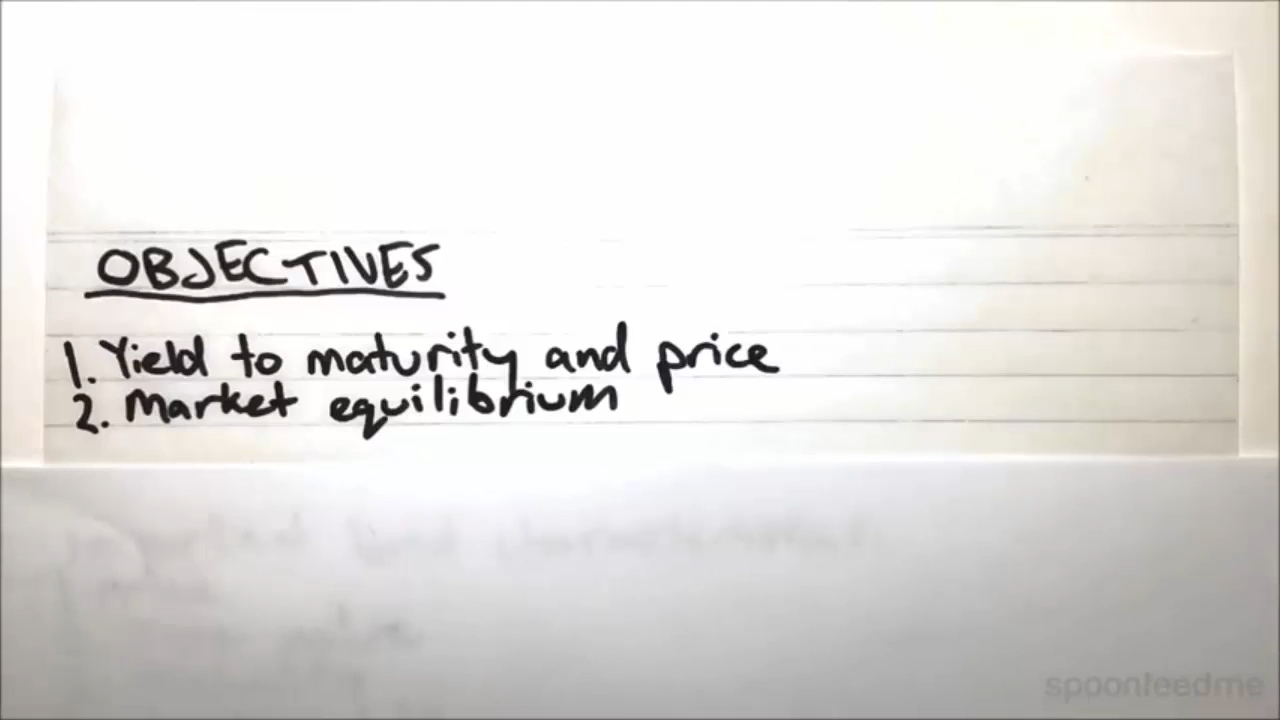 OBJECTIVES
1. Yield to maturity and price
2. Market equilibrium
spoonfeedme